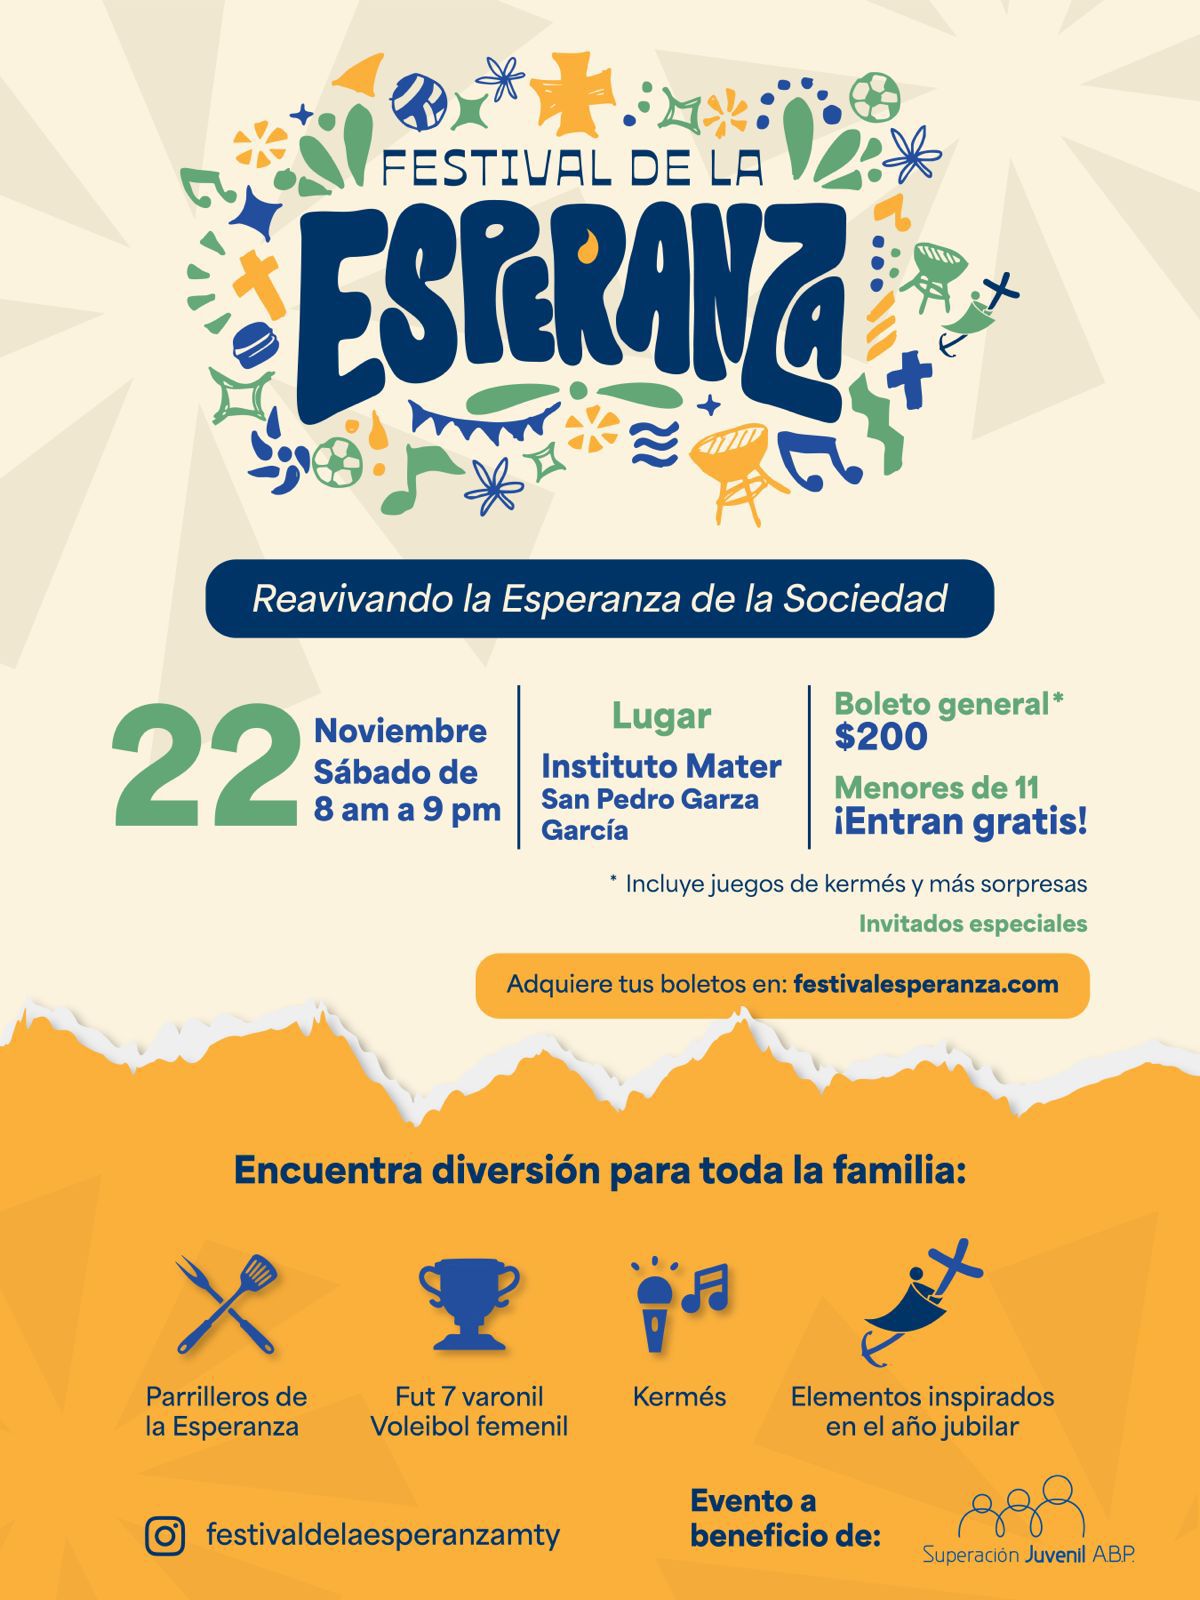 FESTIVAL DE LA
ESPERANZA
Reavivando la Esperanza de la Sociedad
22
Noviembre
Sábado de
8 am a 9 pm
Lugar
Instituto Mater
San Pedro Garza
García
Boleto general*
$200
Menores de 11
¡Entran gratis!
* Incluye juegos de kermés y más sorpresas
Invitados especiales
Adquiere tus boletos en: festivalesperanza.com
Encuentra diversión para toda la familia:
Parrilleros de
la Esperanza
Fut 7 varonil
Voleibol femenil
Kermés
Elementos inspirados
en el año jubilar
festivaldelaesperanzamty
Evento a
beneficio de:
Superación Juvenil A.B.P.